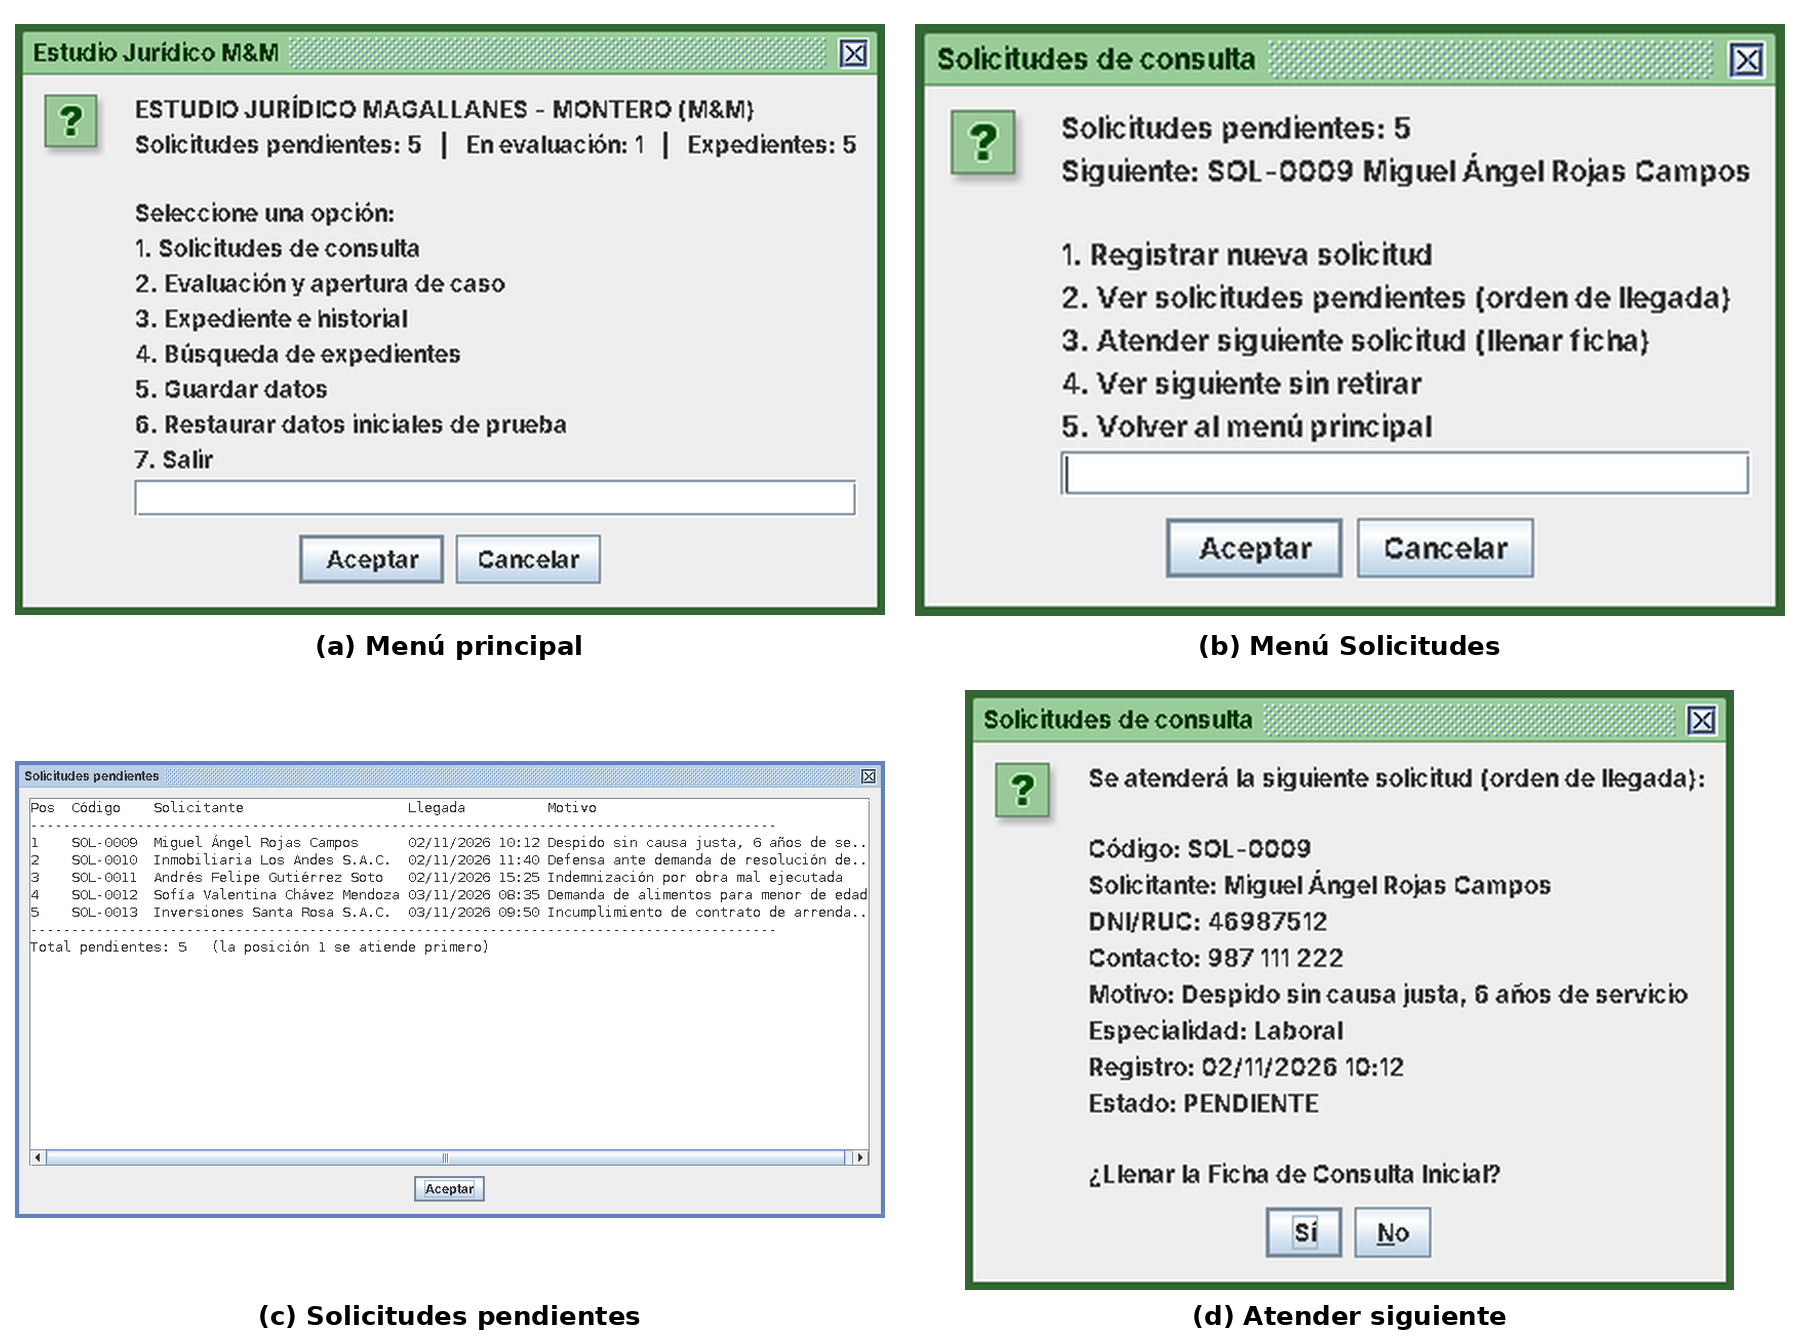 Estudio Jurídico M&M
ESTUDIO JURÍDICO MAGALLANES - MONTERO (M&M)
Solicitudes pendientes: 5 | En evaluación: 1 | Expedientes: 5
Seleccione una opción:
1. Solicitudes de consulta
2. Evaluación y apertura de caso
3. Expediente e historial
4. Búsqueda de expedientes
5. Guardar datos
6. Restaurar datos iniciales de prueba
7. Salir
Aceptar Cancelar
(a) Menú principal
Solicitudes de consulta
Solicitudes pendientes: 5
Siguiente: SOL-0009 Miguel Ángel Rojas Campos
1. Registrar nueva solicitud
2. Ver solicitudes pendientes (orden de llegada)
3. Atender siguiente solicitud (llenar ficha)
4. Ver siguiente sin retirar
5. Volver al menú principal
Aceptar Cancelar
(b) Menú Solicitudes
Solicitudes pendientes
Pos Código Solicitante Llegada Motivo
1 SOL-0009 Miguel Ángel Rojas Campos 02/11/2026 10:12 Despido sin causa justa, 6 años de se..
2 SOL-0010 Inmobiliaria Los Andes S.A.C. 02/11/2026 11:40 Defensa ante demanda de resolución de..
3 SOL-0011 Andrés Felipe Gutiérrez Soto 02/11/2026 15:25 Indemnización por obra mal ejecutada
4 SOL-0012 Sofía Valentina Chávez Mendoza 03/11/2026 08:35 Demanda de alimentos para menor de edad
5 SOL-0013 Inversiones Santa Rosa S.A.C. 03/11/2026 09:50 Incumplimiento de contrato de arrenda..
Total pendientes: 5 (la posición 1 se atiende primero)
Aceptar
(c) Solicitudes pendientes
Solicitudes de consulta
Se atenderá la siguiente solicitud (orden de llegada):
Código: SOL-0009
Solicitante: Miguel Ángel Rojas Campos
DNI/RUC: 46987512
Contacto: 987 111 222
Motivo: Despido sin causa justa, 6 años de servicio
Especialidad: Laboral
Registro: 02/11/2026 10:12
Estado: PENDIENTE
¿Llenar la Ficha de Consulta Inicial?
Sí No
(d) Atender siguiente